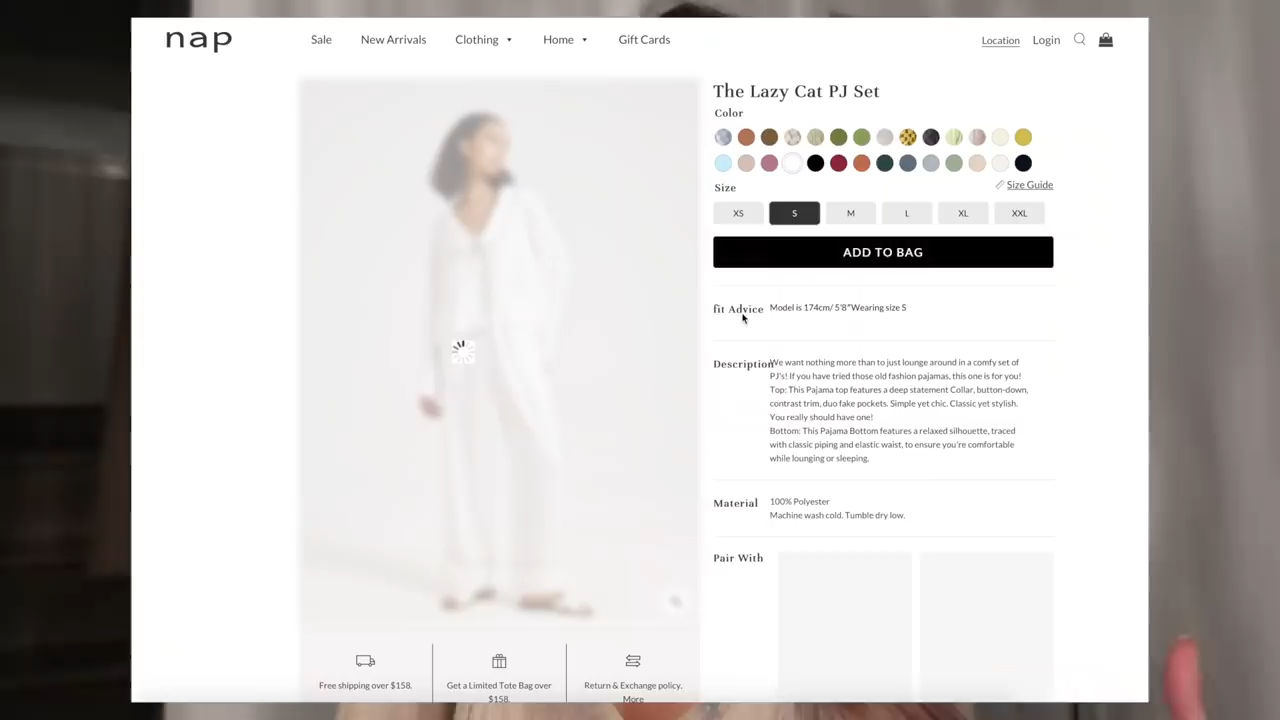 nap
Sale
New Arrivals
Clothing
Home
Gift Cards
Location
Login
The Lazy Cat PJ Set
Color
Size
Size Guide
XS
S
M
L
XL
XXL
ADD TO BAG
fit Advice
Model is 174cm/ 5'8"Wearing size S
Description
We want nothing more than to just lounge around in a comfy set of
PJ's! If you have tried those old fashion pajamas, this one is for you!
Top: This Pajama top features a deep statement Collar, button-down,
contrast trim, duo fake pockets. Simple yet chic. Classic yet stylish.
You really should have one!
Bottom: This Pajama Bottom features a relaxed silhouette, traced
with classic piping and elastic waist, to ensure you're comfortable
while lounging or sleeping.
Material
100% Polyester
Machine wash cold. Tumble dry low.
Pair With
Free shipping over $158.
Get a Limited Tote Bag over
$158.
Return & Exchange policy.
More